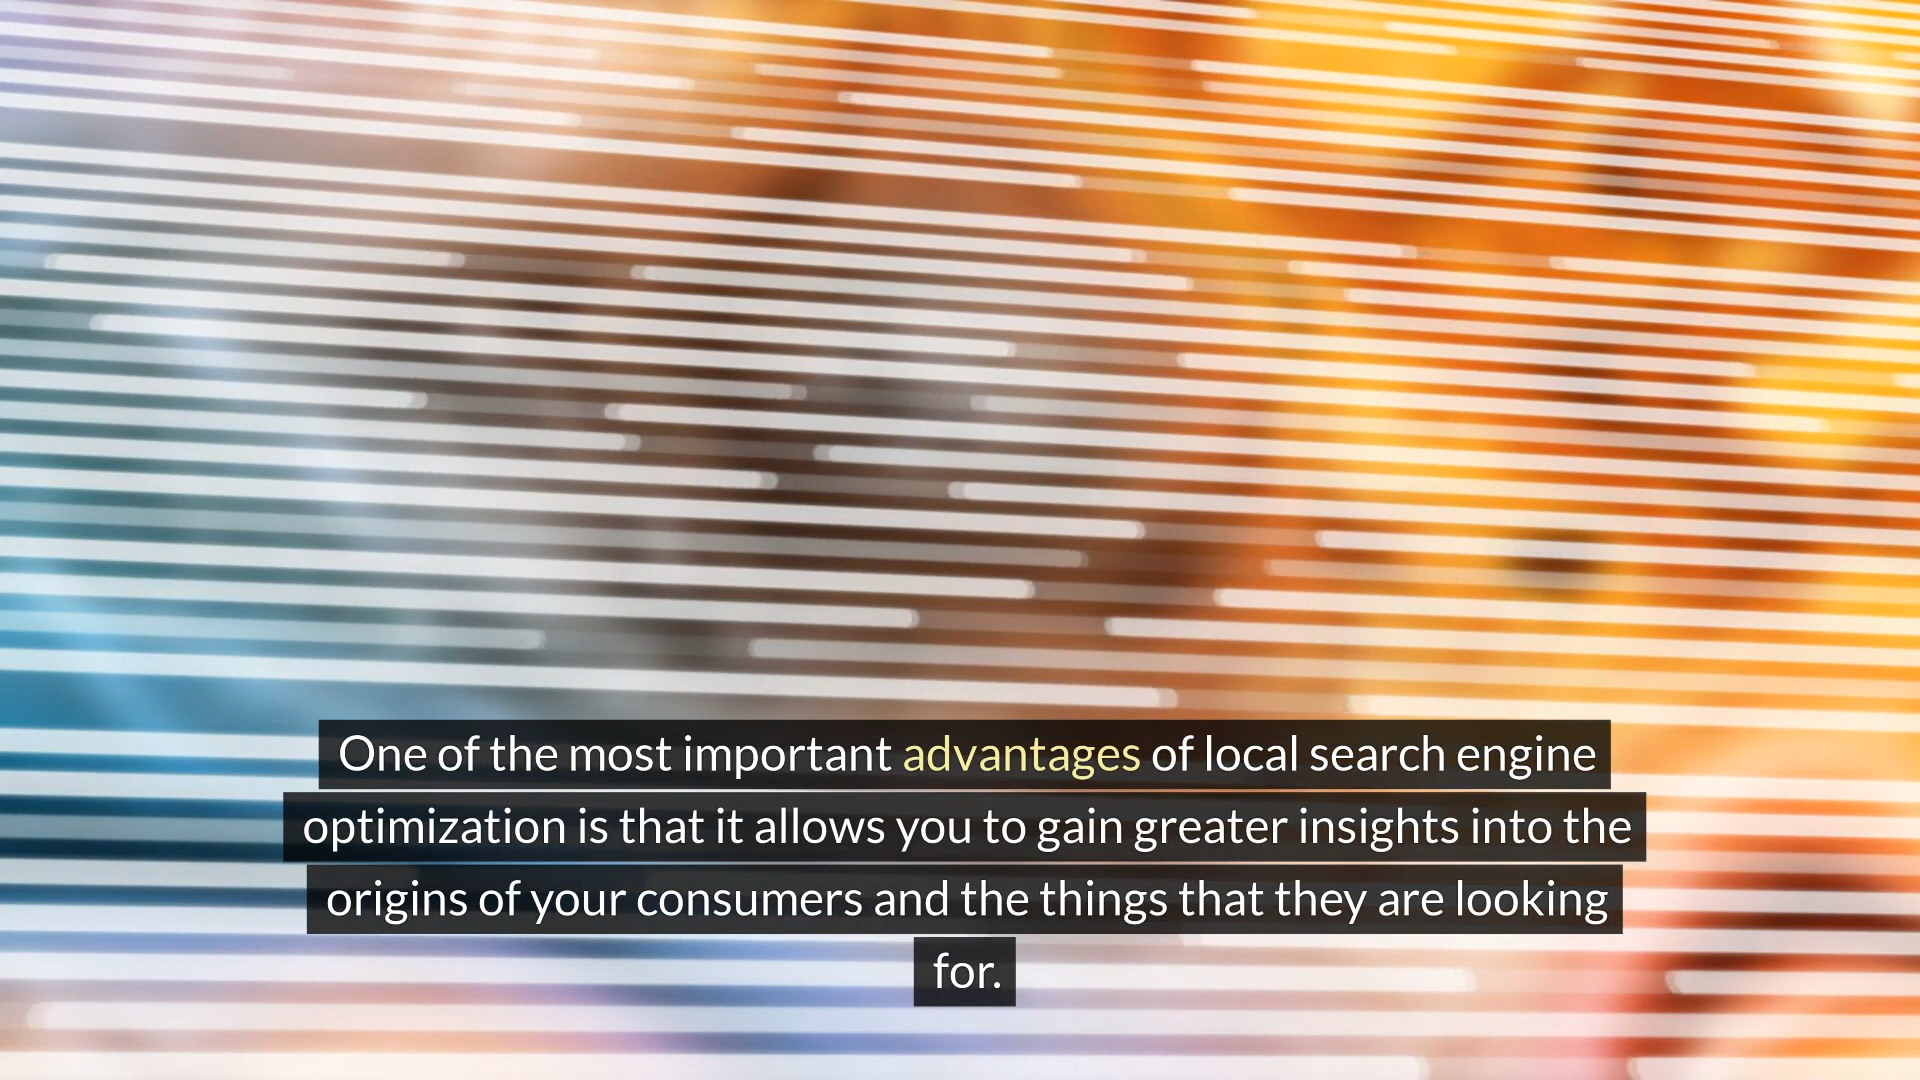 One of the most important advantages of local search engine
optimization is that it allows you to gain greater insights into the
origins of your consumers and the things that they are looking
for.